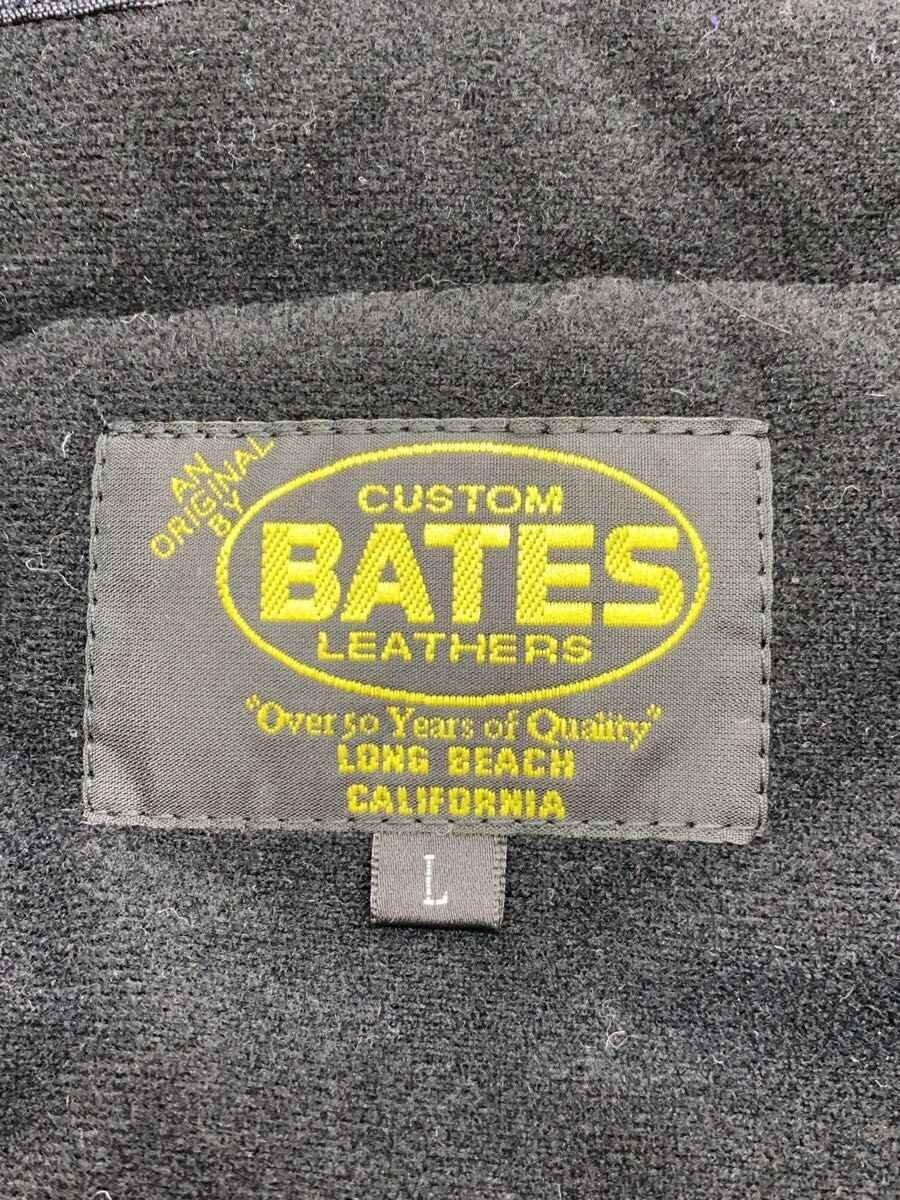 AN
ORIGINAL
BY
CUSTOM
BATES
LEATHERS
"Over 50 Years of Quality"
LONG BEACH
CALIFORNIA
L